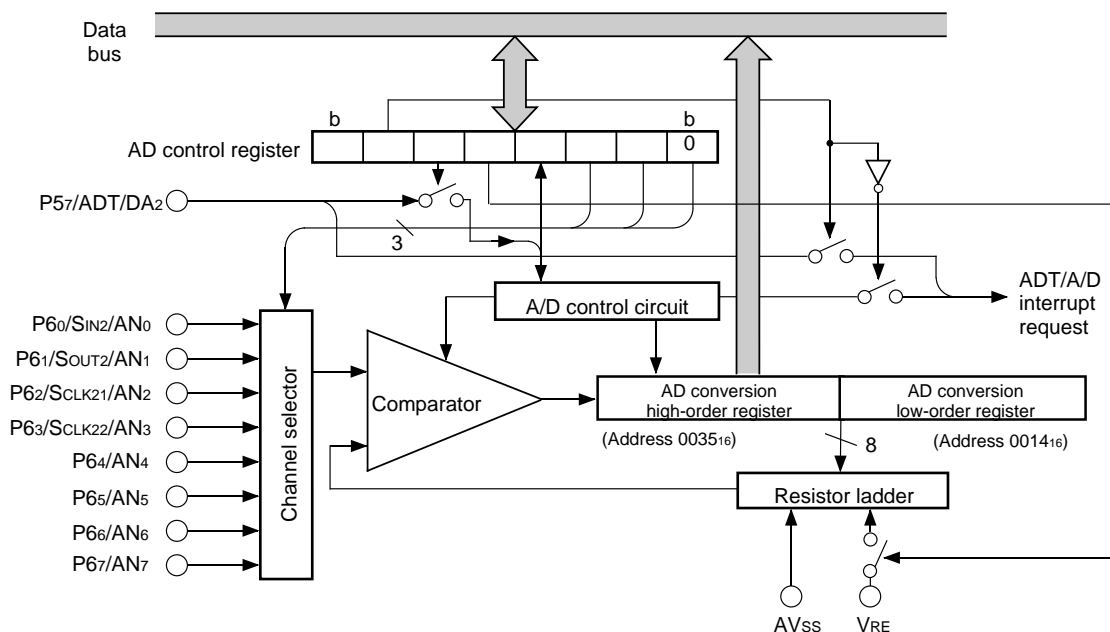 Data
bus
b
b
AD control register
0
P57/ADT/DA2
3
A/D control circuit
ADT/A/D
interrupt
request
P60/SIN2/AN0
P61/SOUT2/AN1
P62/SCLK21/AN2
P63/SCLK22/AN3
P64/AN4
P65/AN5
P66/AN6
P67/AN7
Channel selector
Comparator
AD conversion
high-order register
AD conversion
low-order register
(Address 003516)
8
(Address 001416)
Resistor ladder
AVSS
VRE